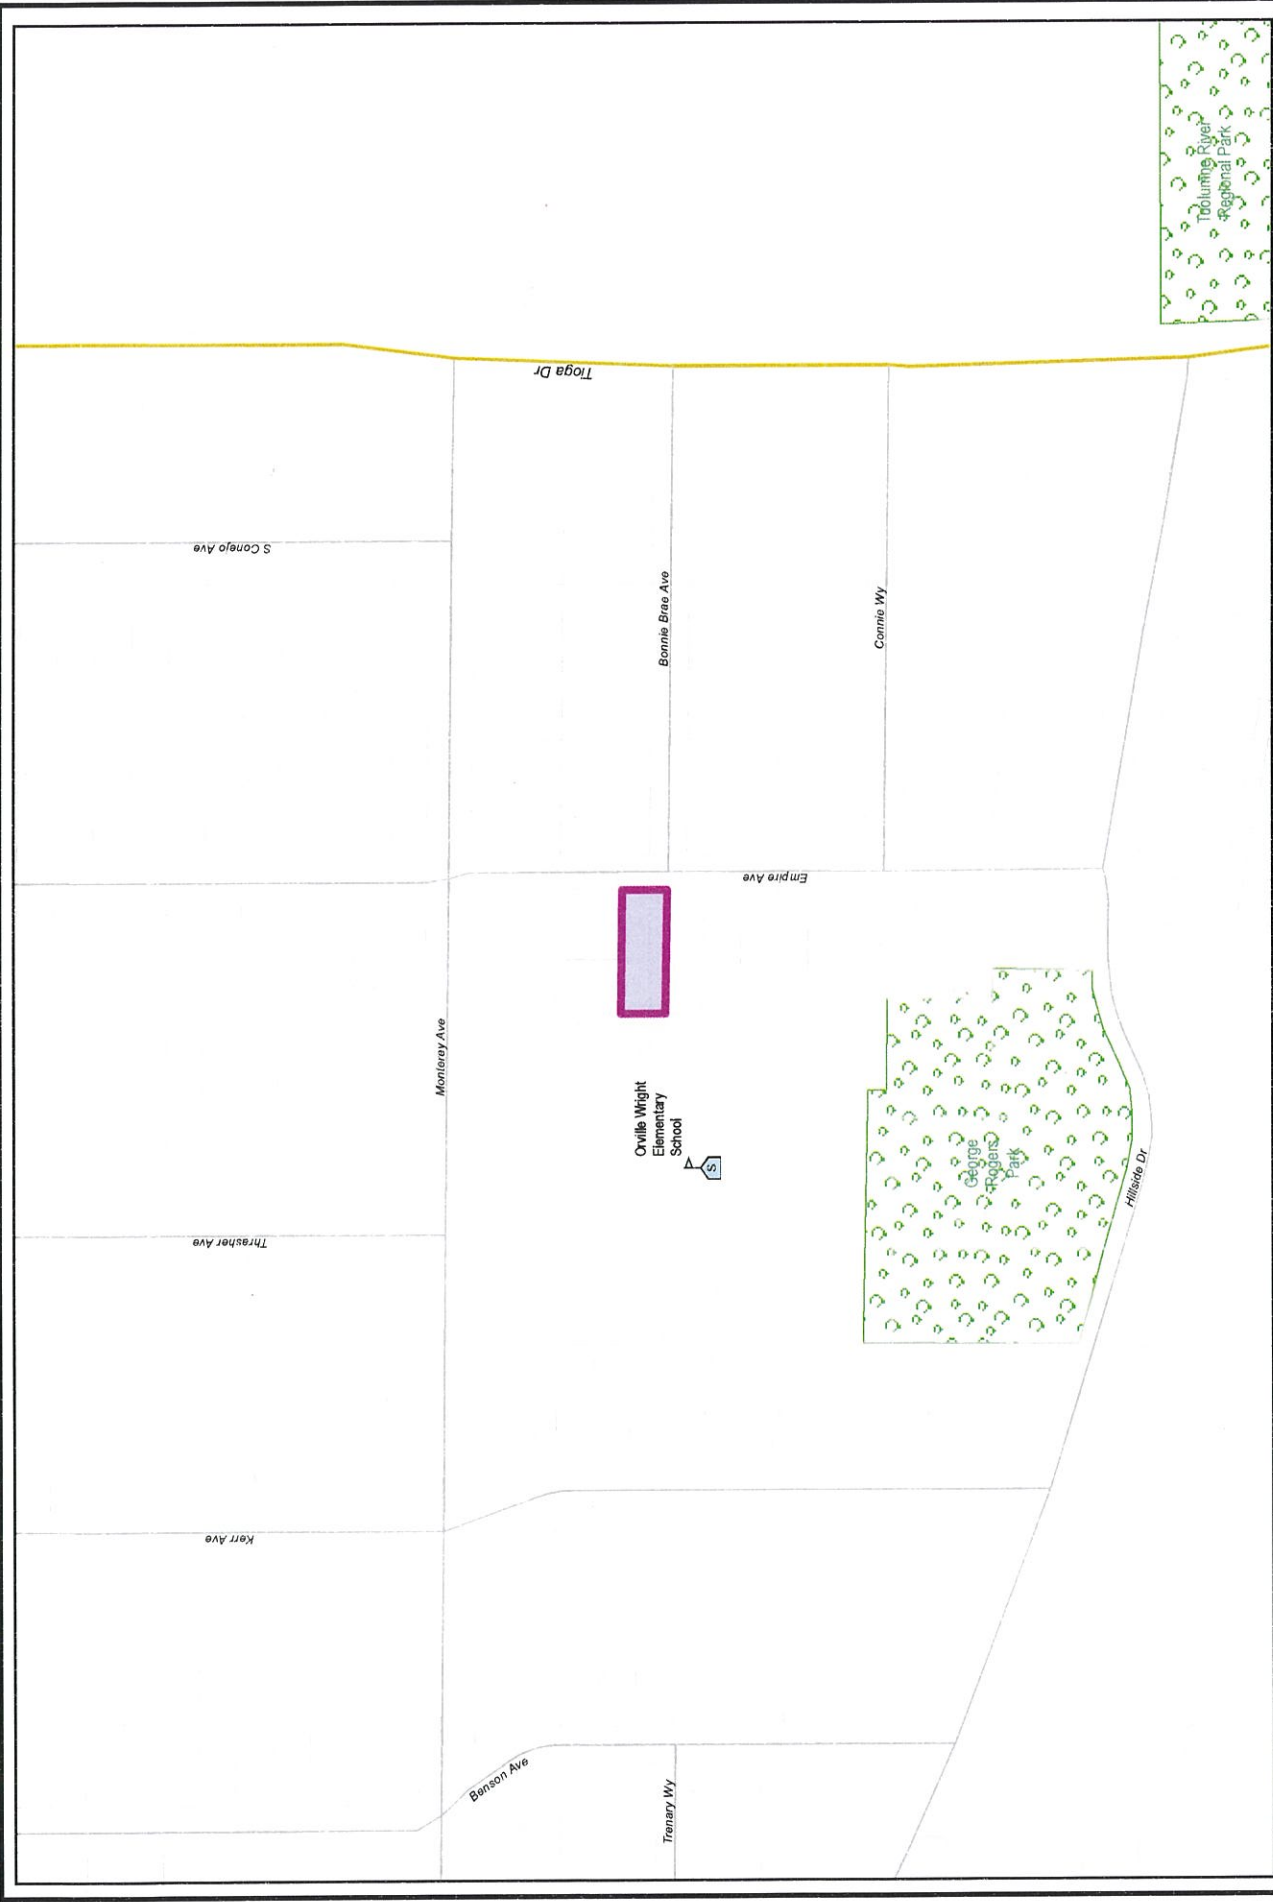 Tuolumne River
Regional Park
Tioga Dr
S Conejo Ave
Bonnie Brae Ave
Connie Wy
Empire Ave
Monterey Ave
Orville Wright
Elementary
School
S
George
Rogers
Park
Hillside Dr
Thrasher Ave
Kerr Ave
Benson Ave
Trenary Wy